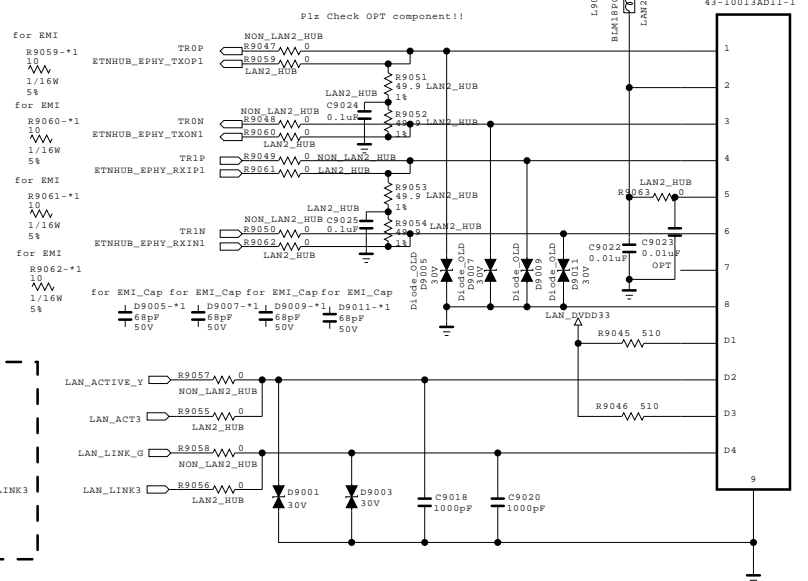 Plz Check OPT component!!
43-10013AD11-1
BLM18P
LAN2
for EMI
R9059-*1
10
1/16W
5%
for EMI
R9060-*1
10
1/16W
5%
for EMI
R9061-*1
10
1/16W
5%
for EMI
R9062-*1
10
1/16W
5%
NON_LAN2_HUB
TR0P
R9047 0
ETNHUB_EPHY_TXOP1
R9059 0
LAN2_HUB
R9051
49.9 LAN2_HUB
1%
LAN2_HUB
C9024
0.1uF
NON_LAN2_HUB
TR0N
R9048 0
R9052
49.9 LAN2_HUB
1%
ETNHUB_EPHY_TXON1
R9060 0
LAN2_HUB
TR1P
R9049 0 NON_LAN2_HUB
ETNHUB_EPHY_RXIP1
R9061 0 LAN2_HUB
R9053
49.9 LAN2_HUB
1%
LAN2_HUB
C9025
0.1uF
NON_LAN2_HUB
TR1N
R9050 0
R9054
49.9 LAN2_HUB
1%
ETNHUB_EPHY_RXIN1
R9062 0
LAN2_HUB
Diode_OLD
D9005
30V
Diode_OLD
D9007
30V
Diode_OLD
D9009
30V
Diode_OLD
D9011
30V
LAN2_HUB
R9063 0
C9022
0.01uF
C9023
0.01uF
OPT
1
2
3
4
5
6
7
8
D1
D2
D3
D4
9
for EMI_Cap for EMI_Cap for EMI_Cap for EMI_Cap
D9005-*1
68pF
50V
D9007-*1
68pF
50V
D9009-*1
68pF
50V
D9011-*1
68pF
50V
LAN_DVDD33
R9045 510
R9046 510
LAN_ACTIVE_Y
R9057 0
NON_LAN2_HUB
LAN_ACT3
R9055 0
LAN2_HUB
LAN_LINK_G
R9058 0
NON_LAN2_HUB
LAN_LINK3
R9056 0
LAN2_HUB
INK3
D9001
30V
D9003
30V
C9018
1000pF
C9020
1000pF